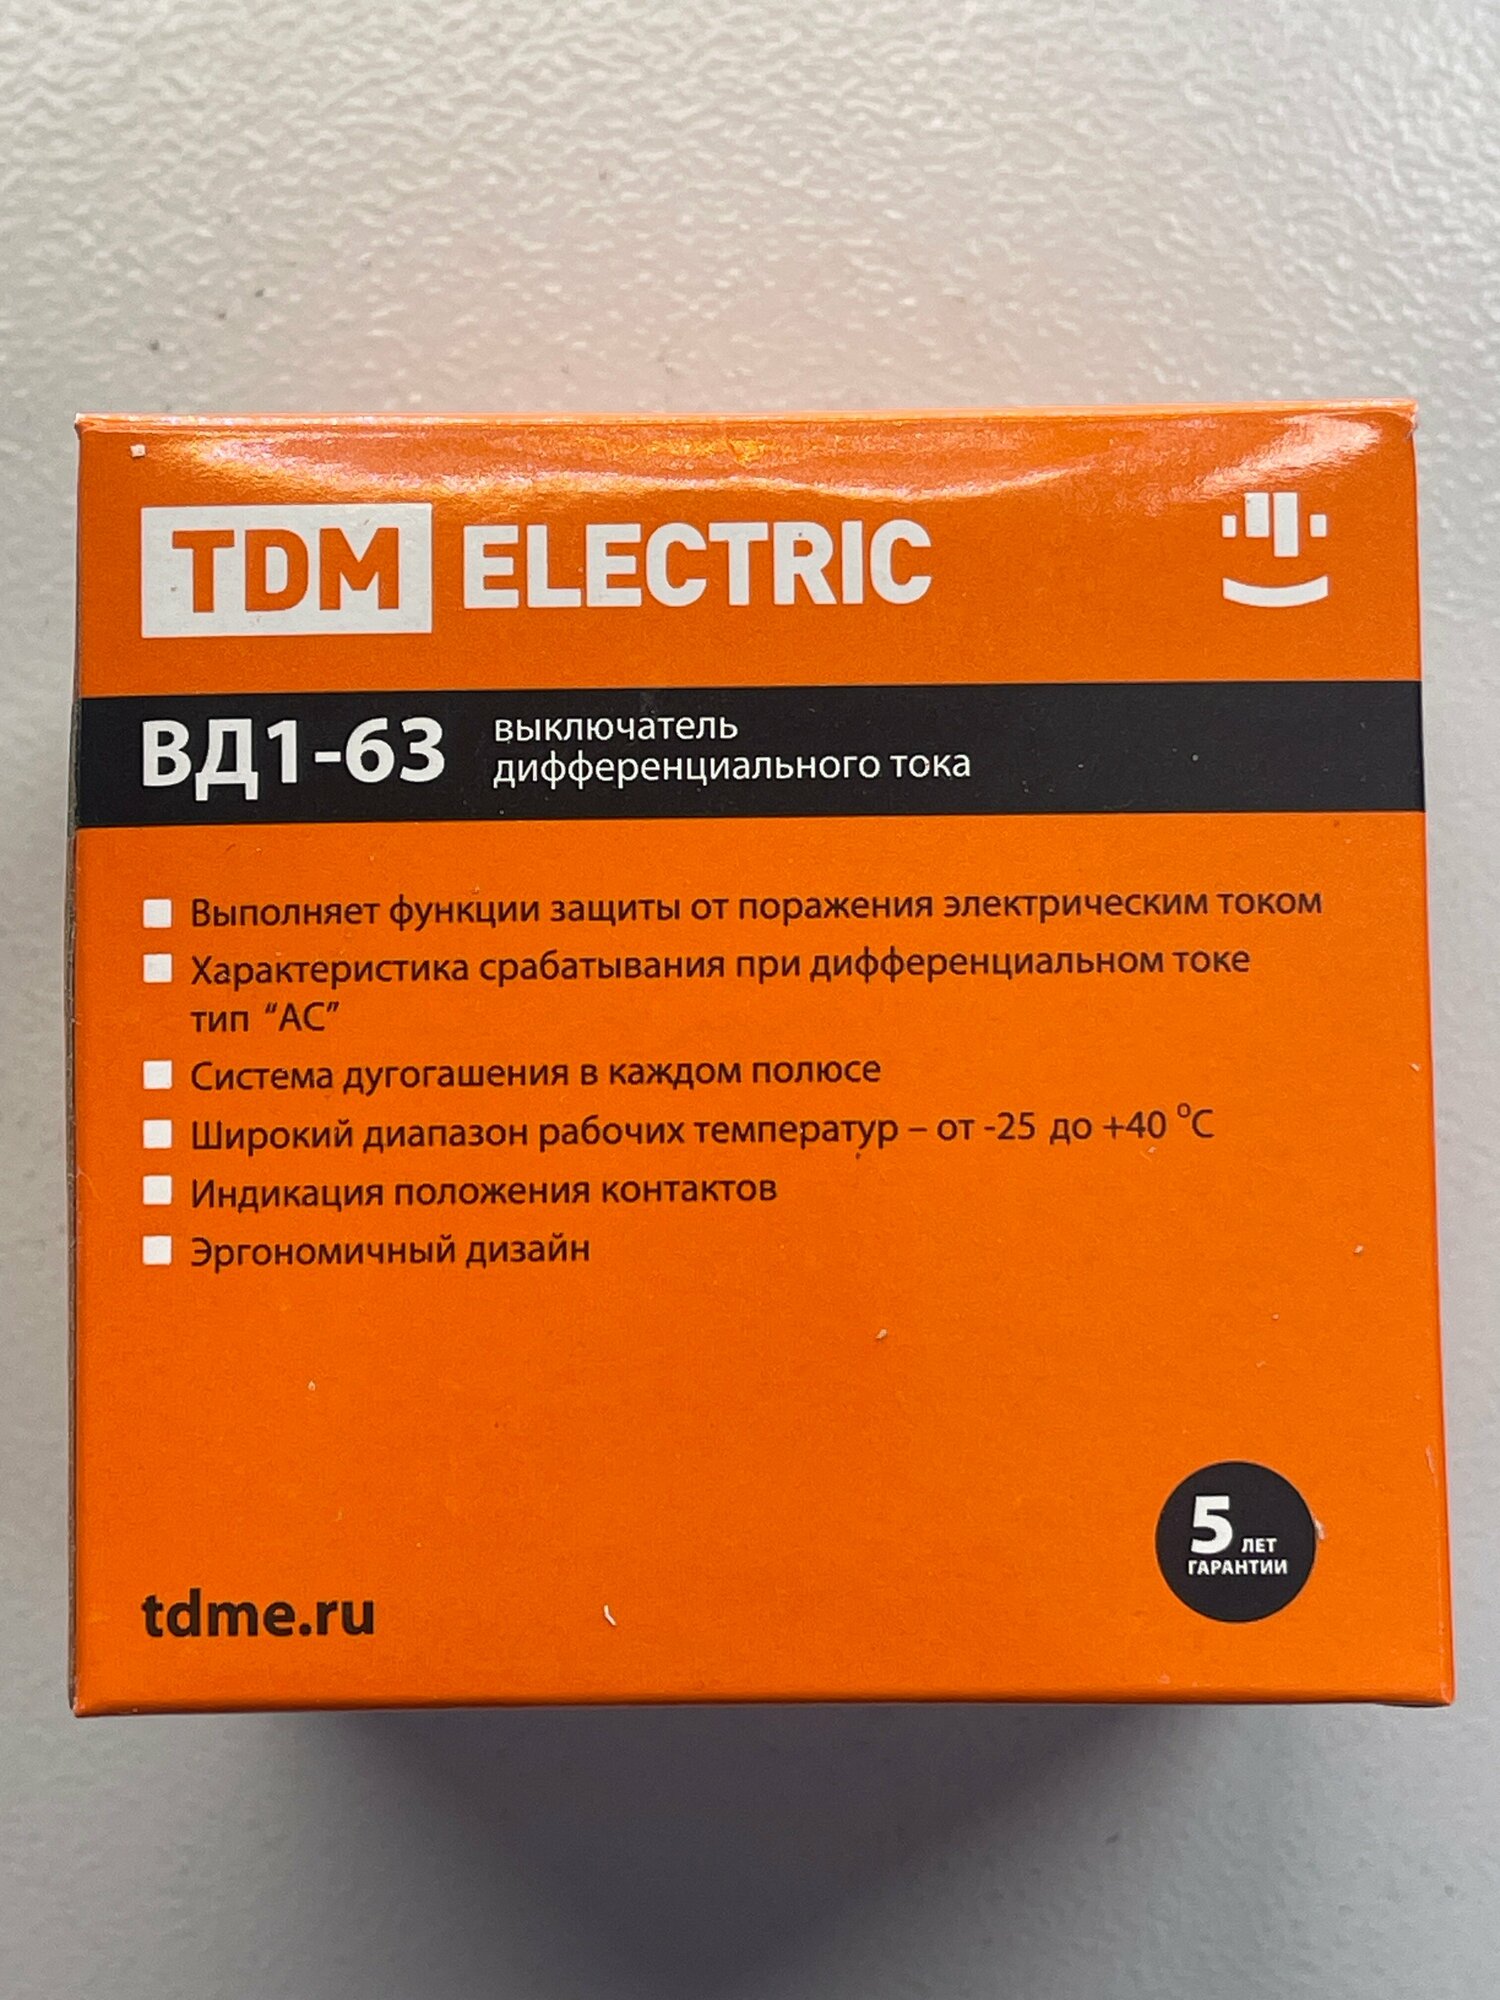 TDM ELECTRIC
ВД1-63 выключатель
дифференциального тока
Выполняет функции защиты от поражения электрическим током
Характеристика срабатывания при дифференциальном токе
тип “АС”
Система дугогашения в каждом полюсе
Широкий диапазон рабочих температур – от -25 до +40 °С
Индикация положения контактов
Эргономичный дизайн
5 ЛЕТ
ГАРАНТИИ
tdme.ru